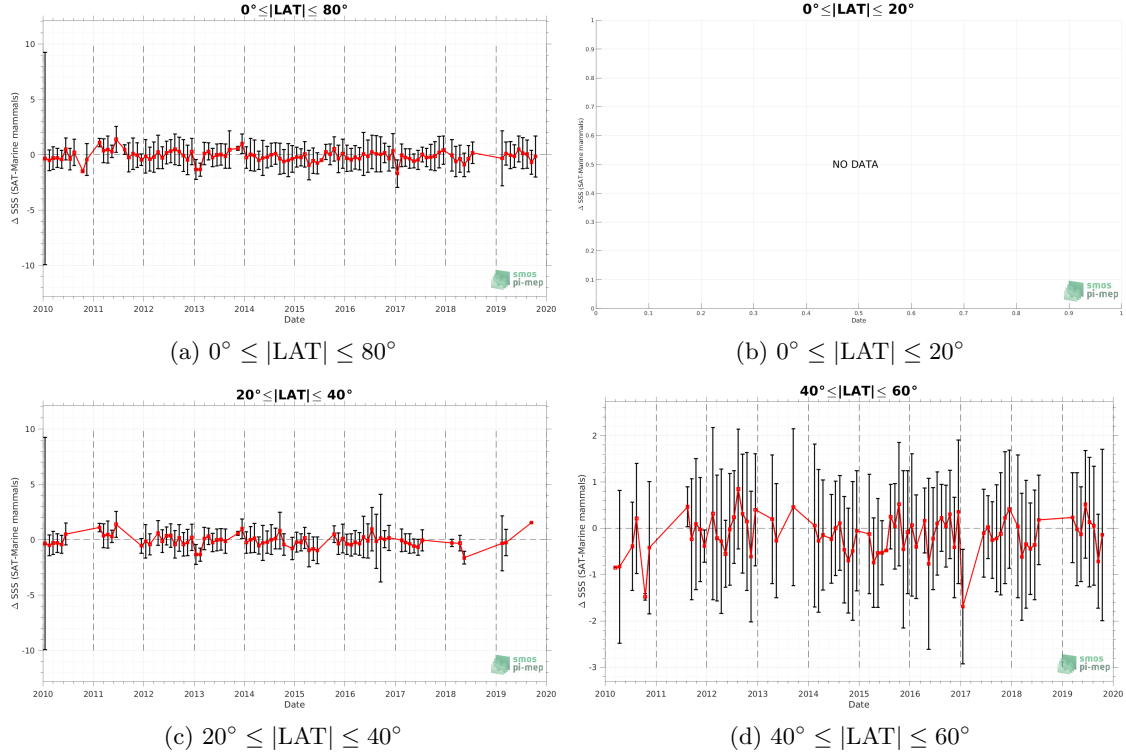 0°≤|LAT|≤ 80°
10
5
0
-5
-10
Δ SSS (SAT-Marine mammals)
2010 2011 2012 2013 2014 2015 2016 2017 2018 2019 2020
Date
smos
pi-mep
(a) 0° ≤ |LAT| ≤ 80°
0°≤|LAT|≤ 20°
1
0.9
0.8
0.7
0.6
0.5
0.4
0.3
0.2
0.1
0
Δ SSS (SAT-Marine mammals)
NO DATA
0 0.1 0.2 0.3 0.4 0.5 0.6 0.7 0.8 0.9 1
Date
smos
pi-mep
(b) 0° ≤ |LAT| ≤ 20°
20°≤|LAT|≤ 40°
10
5
0
-5
-10
Δ SSS (SAT-Marine mammals)
2010 2011 2012 2013 2014 2015 2016 2017 2018 2019 2020
Date
smos
pi-mep
(c) 20° ≤ |LAT| ≤ 40°
40°≤|LAT|≤ 60°
2
1
0
-1
-2
-3
Δ SSS (SAT-Marine mammals)
2010 2011 2012 2013 2014 2015 2016 2017 2018 2019 2020
Date
smos
pi-mep
(d) 40° ≤ |LAT| ≤ 60°